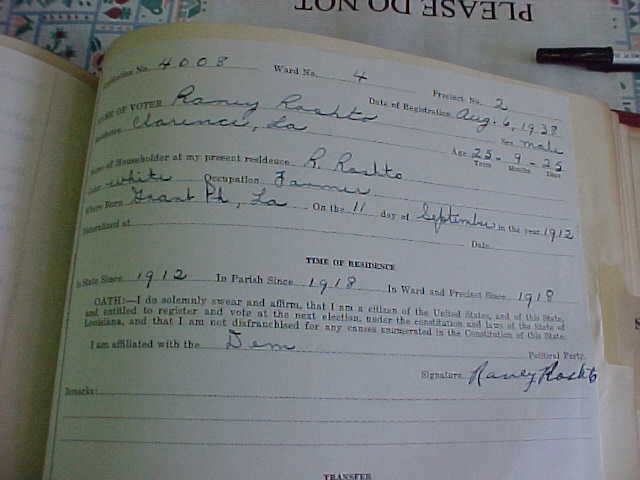 PLEASE DO NOT
Registration No. 4008 Ward No. 4 Precinct No. 2
Date of Registration Aug. 6, 1938
NAME OF VOTER Raney Rachto Sex male
Residence Clarence, La Age 25 - 9 - 25
Years Months Days
Name of Householder at my present residence R. Rachto
Color white Occupation Farmer
Where Born Grant Ph, La On the 11 day of September in the year 1912
Naturalized at Date
TIME OF RESIDENCE
In State Since 1912 In Parish Since 1918 In Ward and Precinct Since 1918
OATH:—I do solemnly swear and affirm, that I am a citizen of the United States, and of this State,
and entitled to register and vote at the next election, under the constitution and laws of the State of
Louisiana, and that I am not disfranchised for any causes enumerated in the Constitution of this State.
I am affiliated with the Dem Political Party.
Signature Raney Rachto
Remarks:
TRANSFER